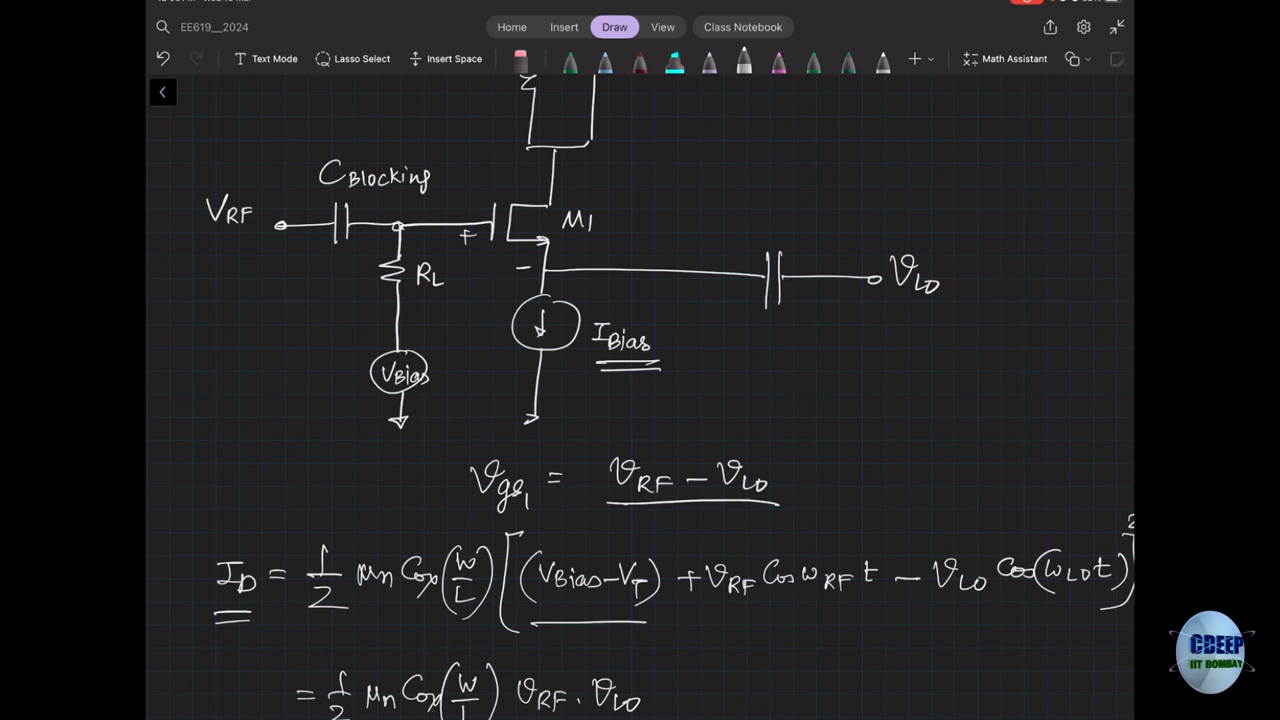 EE619__2024
Home Insert Draw View Class Notebook
Text Mode Lasso Select Insert Space Math Assistant
C Blocking
VRF
M1
+
RL
-
VLO
IBias
VBias
Vgs1 = VRF - VLO
ID = 1/2 μn Cox (W/L) [(VBias - VT) + VRF Cos ωRF t - VLO Cos(ωLO t)]²
= 1/2 μn Cox (W/L) VRF . VLO
CDEEP
IIT BOMBAY